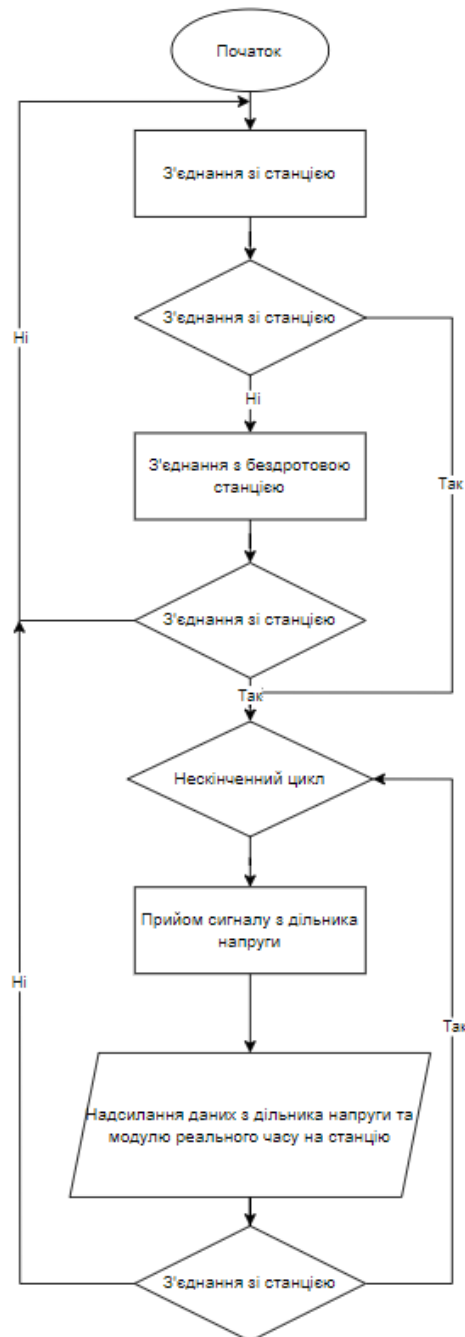 Початок
З'єднання зі станцією
З'єднання зі станцією
Ні
Ні
З'єднання з бездротовою
станцією
Так
З'єднання зі станцією
Так
Нескінченний цикл
Прийом сигналу з дільника
напруги
Ні
Так
Надсилання даних з дільника напруги та
модулю реального часу на станцію
З'єднання зі станцією